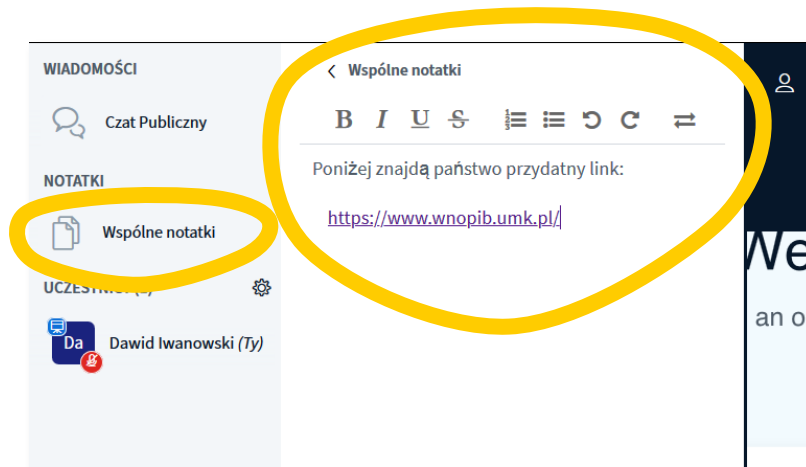 WIADOMOŚCI
Czat Publiczny
NOTATKI
Wspólne notatki
Da
Dawid Iwanowski (Ty)
Wspólne notatki
B I U S
Poniżej znajdą państwo przydatny link:
https://www.wnopib.umk.pl/
We
an o